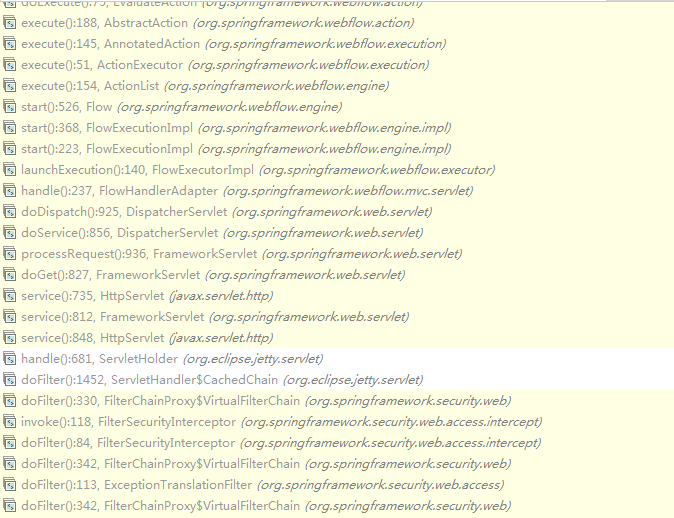 doExecute():75, EvaluateAction (org.springframework.webflow.action)
execute():188, AbstractAction (org.springframework.webflow.action)
execute():145, AnnotatedAction (org.springframework.webflow.execution)
execute():51, ActionExecutor (org.springframework.webflow.execution)
execute():154, ActionList (org.springframework.webflow.engine)
start():526, Flow (org.springframework.webflow.engine)
start():368, FlowExecutionImpl (org.springframework.webflow.engine.impl)
start():223, FlowExecutionImpl (org.springframework.webflow.engine.impl)
launchExecution():140, FlowExecutorImpl (org.springframework.webflow.executor)
handle():237, FlowHandlerAdapter (org.springframework.webflow.mvc.servlet)
doDispatch():925, DispatcherServlet (org.springframework.web.servlet)
doService():856, DispatcherServlet (org.springframework.web.servlet)
processRequest():936, FrameworkServlet (org.springframework.web.servlet)
doGet():827, FrameworkServlet (org.springframework.web.servlet)
service():735, HttpServlet (javax.servlet.http)
service():812, FrameworkServlet (org.springframework.web.servlet)
service():848, HttpServlet (javax.servlet.http)
handle():681, ServletHolder (org.eclipse.jetty.servlet)
doFilter():1452, ServletHandler$CachedChain (org.eclipse.jetty.servlet)
doFilter():330, FilterChainProxy$VirtualFilterChain (org.springframework.security.web)
invoke():118, FilterSecurityInterceptor (org.springframework.security.web.access.intercept)
doFilter():84, FilterSecurityInterceptor (org.springframework.security.web.access.intercept)
doFilter():342, FilterChainProxy$VirtualFilterChain (org.springframework.security.web)
doFilter():113, ExceptionTranslationFilter (org.springframework.security.web.access)
doFilter():342, FilterChainProxy$VirtualFilterChain (org.springframework.security.web)